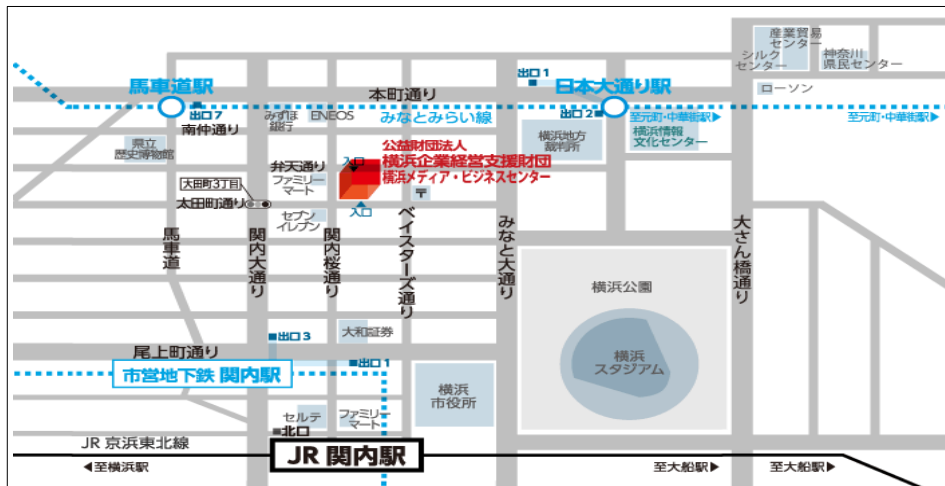 産業貿易
センター
シルク
センター
神奈川
県民センター
ローソン
馬車道駅
出口1
日本大通り駅
本町通り
出口7
みなとみらい線
出口2
至元町・中華街駅
至元町・中華街駅▶
南仲通り
みずほ
銀行
ENEOS
横浜地方
裁判所
横浜情報
文化センター
県立
歴史博物館
公益財団法人
横浜企業経営支援財団
横浜メディア・ビジネスセンター
入口
弁天通り
ファミリー
マート
大田町3丁目
太田町通り
〒
入口
セブン
イレブン
馬車道
関内大通り
関内桜通り
ベイスターズ通り
みなと大通り
大さん橋通り
横浜公園
横浜
スタジアム
出口3
大和証券
尾上町通り
出口1
市営地下鉄 関内駅
横浜
市役所
セルテ
ファミリー
マート
北口
JR 京浜東北線
JR 関内駅
◀至横浜駅
至大船駅▶
至大船駅▶